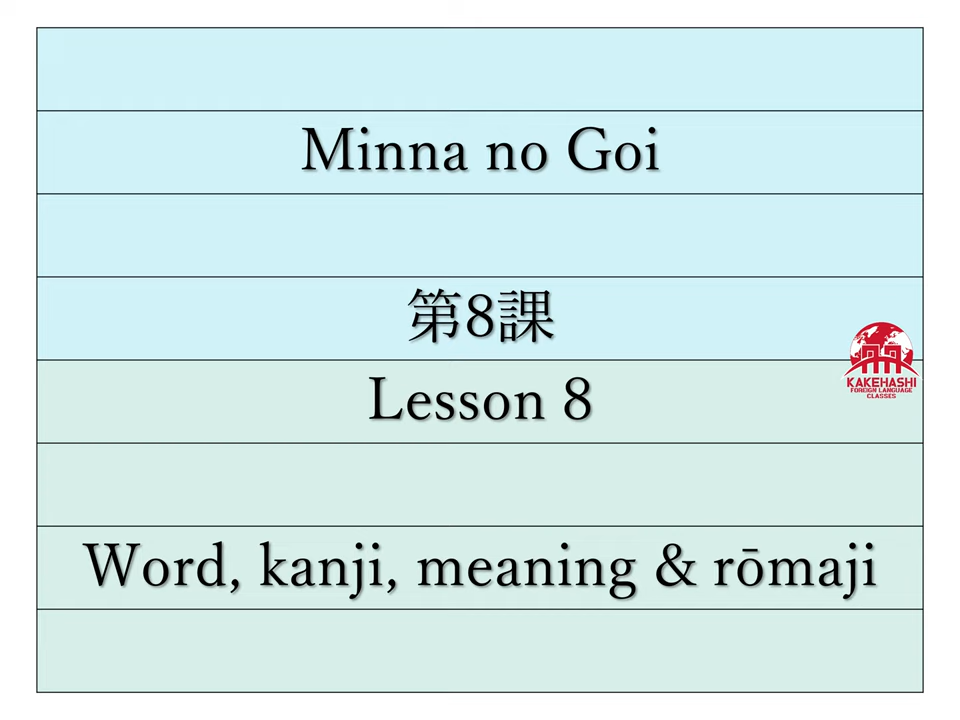 Minna no Goi
第8課
Lesson 8
KAKEHASHI
FOREIGN LANGUAGE
CLASSES
Word, kanji, meaning & rōmaji